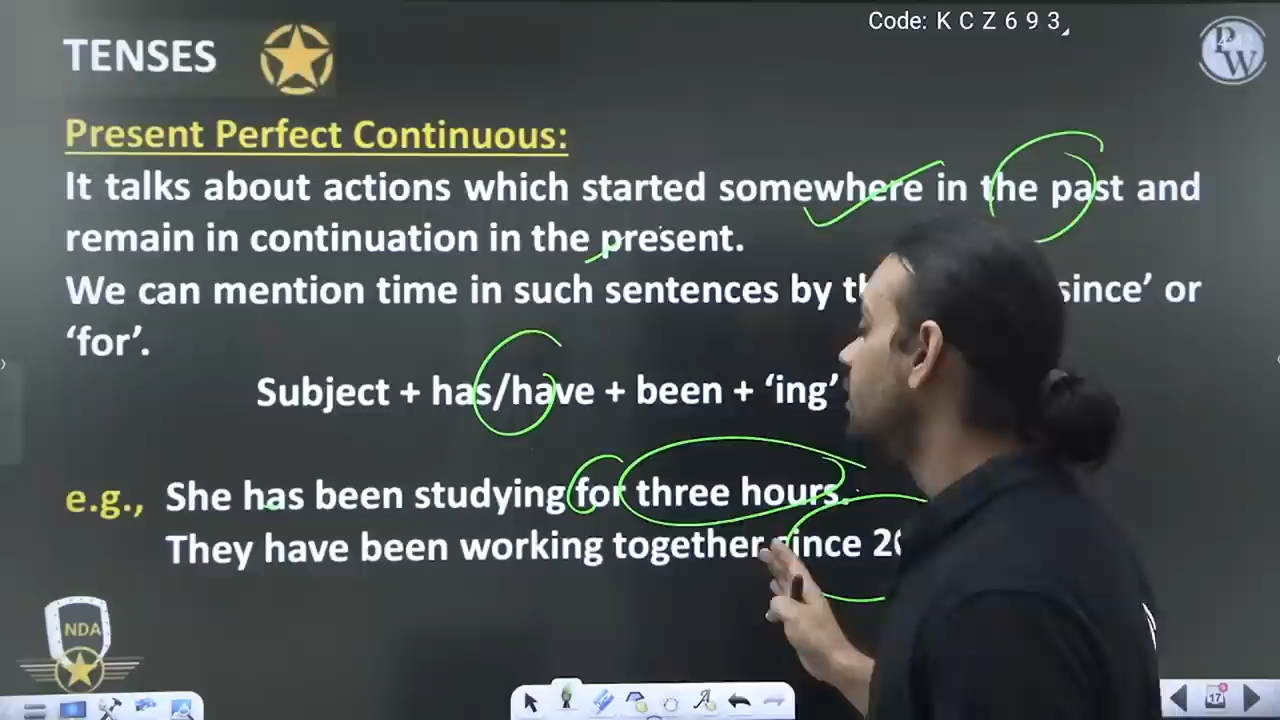 Code: K C Z 6 9 3
TENSES
PW
Present Perfect Continuous:
It talks about actions which started somewhere in the past and
remain in continuation in the present.
We can mention time in such sentences by since’ or
‘for’.
Subject + has/have + been + ‘ing’
e.g., She has been studying for three hours.
They have been working together since
NDA
17